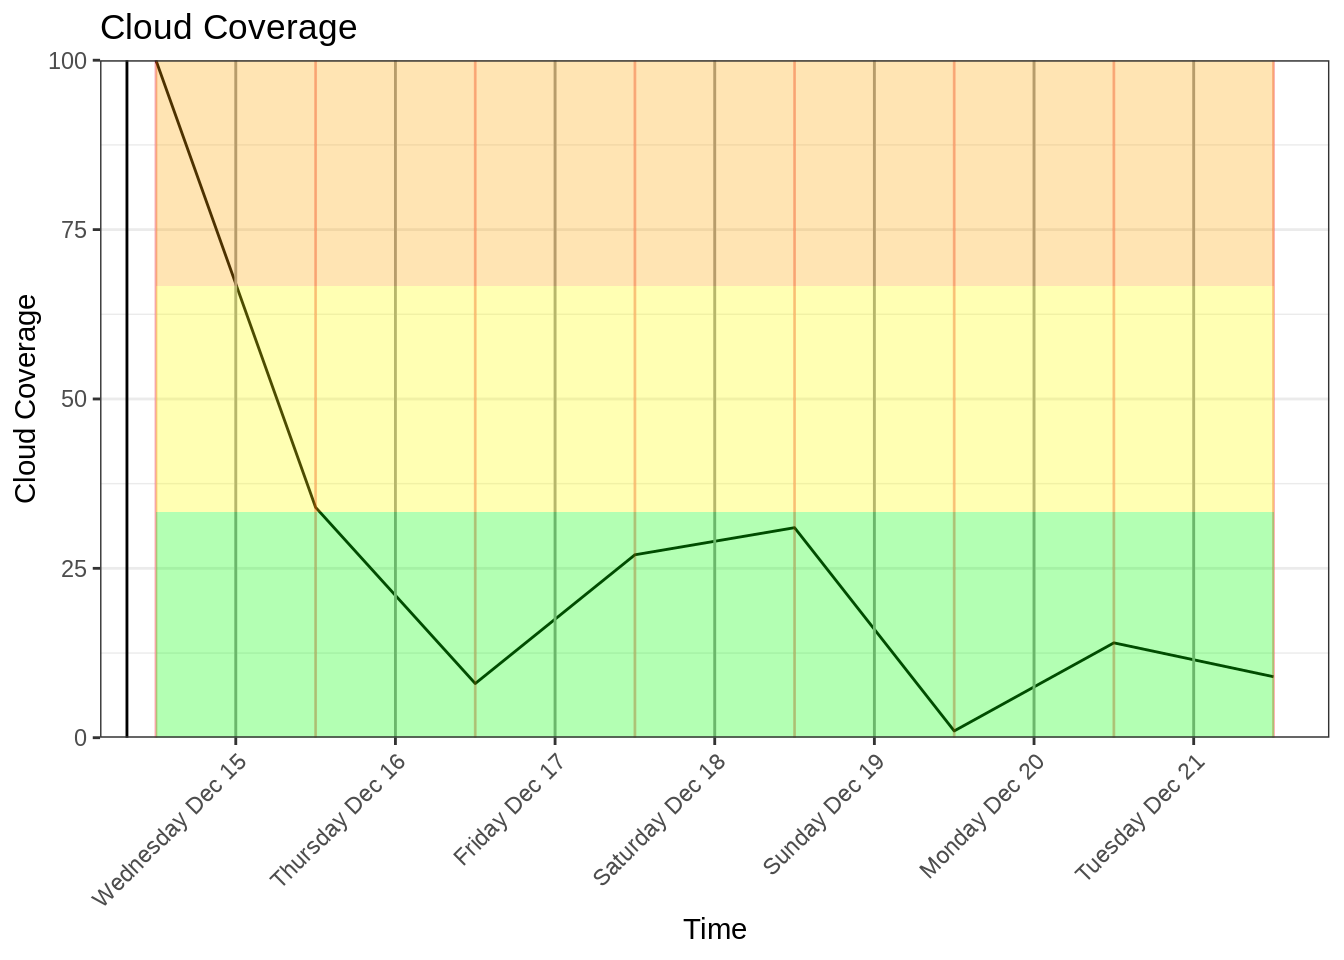 Cloud Coverage
100
75
50
25
0
Cloud Coverage
Wednesday Dec 15
Thursday Dec 16
Friday Dec 17
Saturday Dec 18
Sunday Dec 19
Monday Dec 20
Tuesday Dec 21
Time